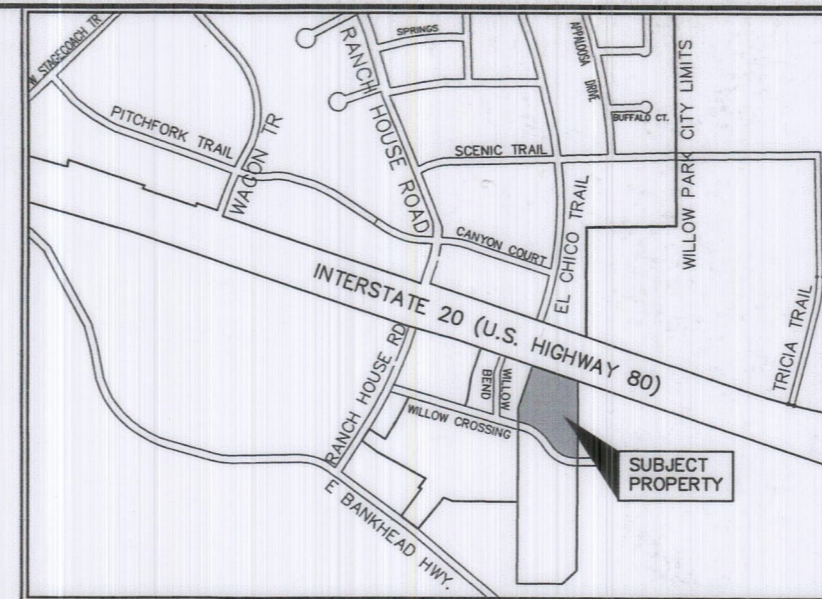 W STAGECOACH TR
PITCHFORK TRAIL
WAGON TR
RANCH HOUSE ROAD
SPRINGS
APPALOOSA DRIVE
BUFFALO CT.
WILLOW PARK CITY LIMITS
SCENIC TRAIL
CANYON COURT
EL CHICO TRAIL
INTERSTATE 20 (U.S. HIGHWAY 80)
TRICIA TRAIL
RANCH HOUSE RD
WILLOW
BEND
WILLOW CROSSING
E BANKHEAD HWY.
SUBJECT
PROPERTY